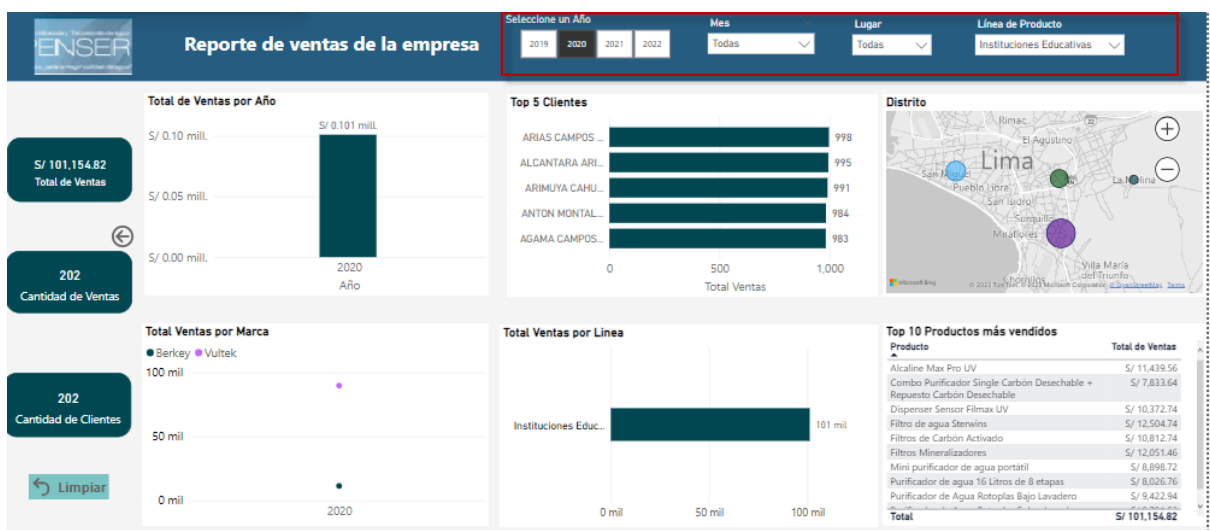 PENSER
Reporte de ventas de la empresa
Seleccione un Año
2019
2020
2021
2022
Mes
Todas
Lugar
Todas
Línea de Producto
Instituciones Educativas
S/ 101,154.82
Total de Ventas
202
Cantidad de Ventas
202
Cantidad de Clientes
Limpiar
Total de Ventas por Año
S/ 0.10 mill.
S/ 0.05 mill.
S/ 0.00 mill.
S/ 0.101 mill.
2020
Año
Top 5 Clientes
ARIAS CAMPOS ...
998
ALCANTARA ARI...
995
ARIMUYA CAHU...
991
ANTON MONTAL...
984
AGAMA CAMPOS...
983
0
500
1,000
Total Ventas
Distrito
Rimac
22
El Agustino
Lima
San Miguel
Pueblo Libre
La Molina
San Isidro
Surquillo
Miraflores
Villa María
del Triunfo
Chorrillos
Microsoft Bing
© 2023 TomTom, © 2023 Microsoft Corporation, © OpenStreetMap Terms
Total Ventas por Marca
Berkey
Vultek
100 mil
50 mil
0 mil
2020
Total Ventas por Linea
Instituciones Educ...
101 mil
0 mil
50 mil
100 mil
Top 10 Productos más vendidos
Producto Total de Ventas
Alcaline Max Pro UV S/ 11,439.56
Combo Purificador Single Carbón Desechable + S/ 7,833.64
Repuesto Carbón Desechable
Dispenser Sensor Filmax UV S/ 10,372.74
Filtro de agua Sterwins S/ 12,504.74
Filtros de Carbón Activado S/ 10,812.74
Filtros Mineralizadores S/ 12,051.46
Mini purificador de agua portátil S/ 8,898.72
Purificador de agua 16 Litros de 8 etapas S/ 8,026.76
Purificador de Agua Rotoplas Bajo Lavadero S/ 9,422.94
Total S/ 101,154.82